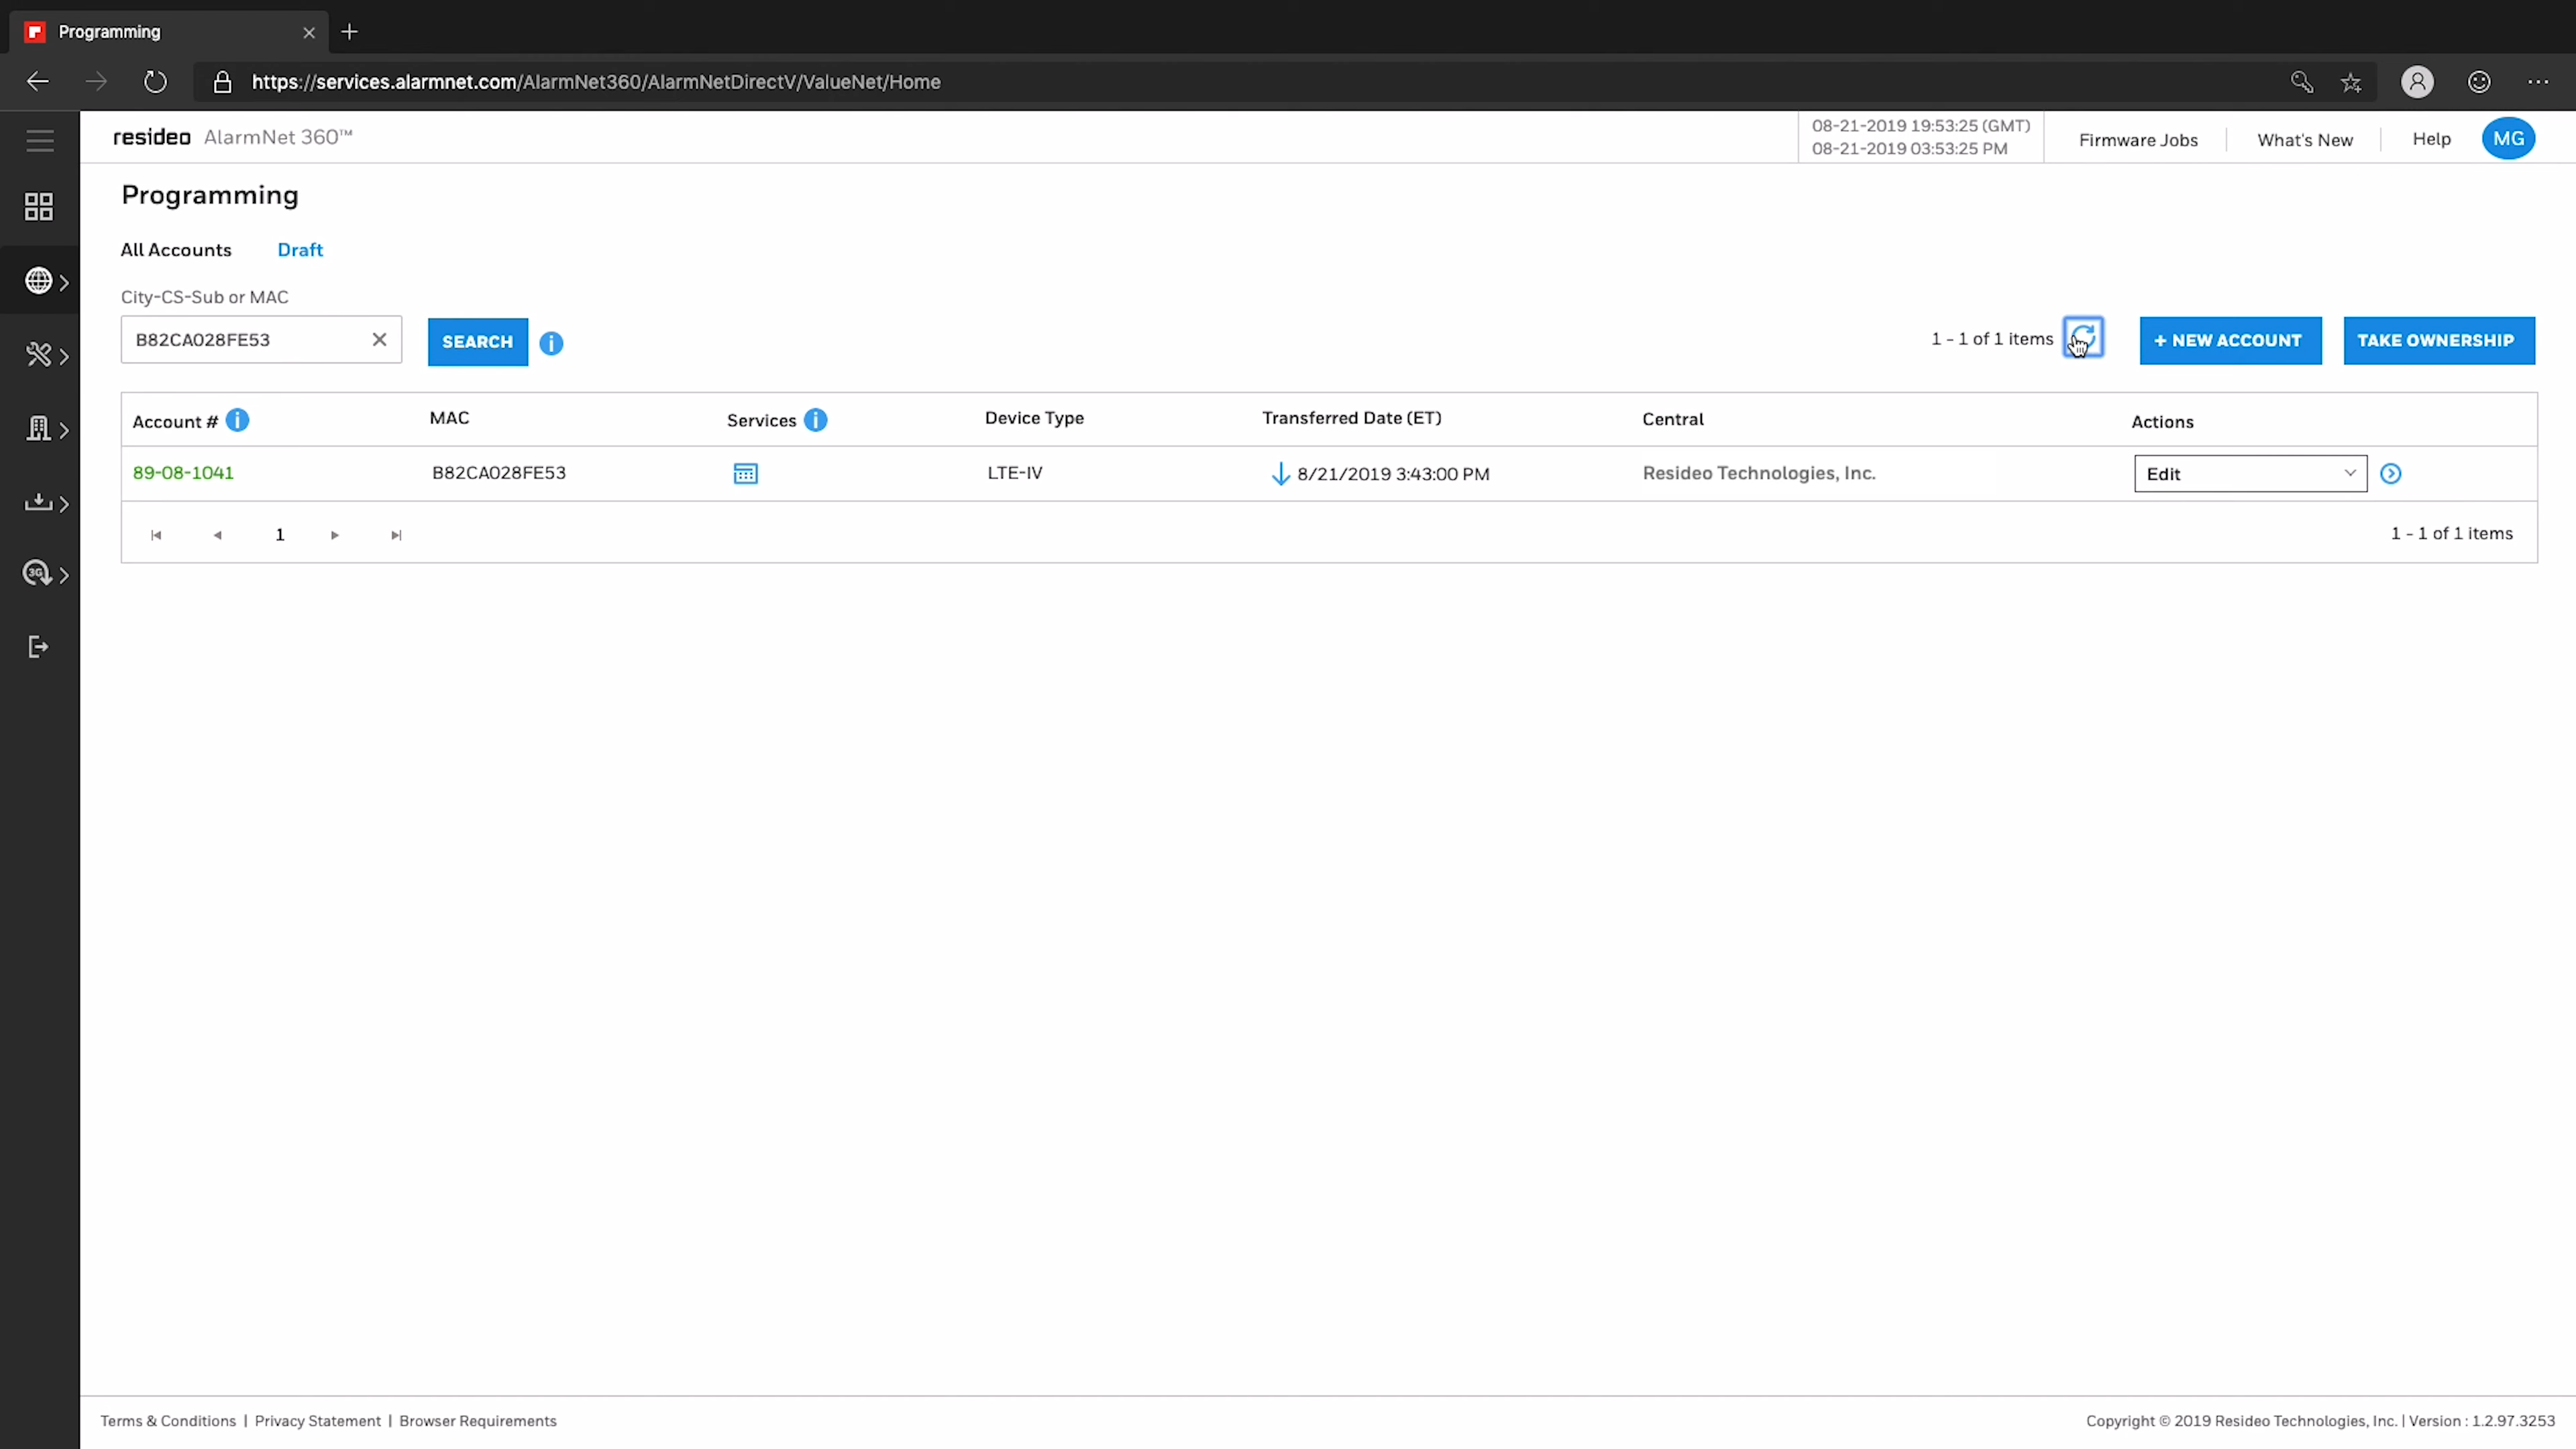 Programming
https://services.alarmnet.com/AlarmNet360/AlarmNetDirectV/ValueNet/Home
resideo AlarmNet 360™
08-21-2019 19:53:25 (GMT)
08-21-2019 03:53:25 PM
Firmware Jobs
What's New
Help
MG
Programming
All Accounts Draft
City-CS-Sub or MAC
B82CA028FE53
SEARCH
1 - 1 of 1 items
+ NEW ACCOUNT
TAKE OWNERSHIP
Account # MAC Services Device Type Transferred Date (ET) Central Actions
89-08-1041 B82CA028FE53 LTE-IV 8/21/2019 3:43:00 PM Resideo Technologies, Inc. Edit
1
1 - 1 of 1 items
3G
Terms & Conditions | Privacy Statement | Browser Requirements
Copyright © 2019 Resideo Technologies, Inc. | Version : 1.2.97.3253